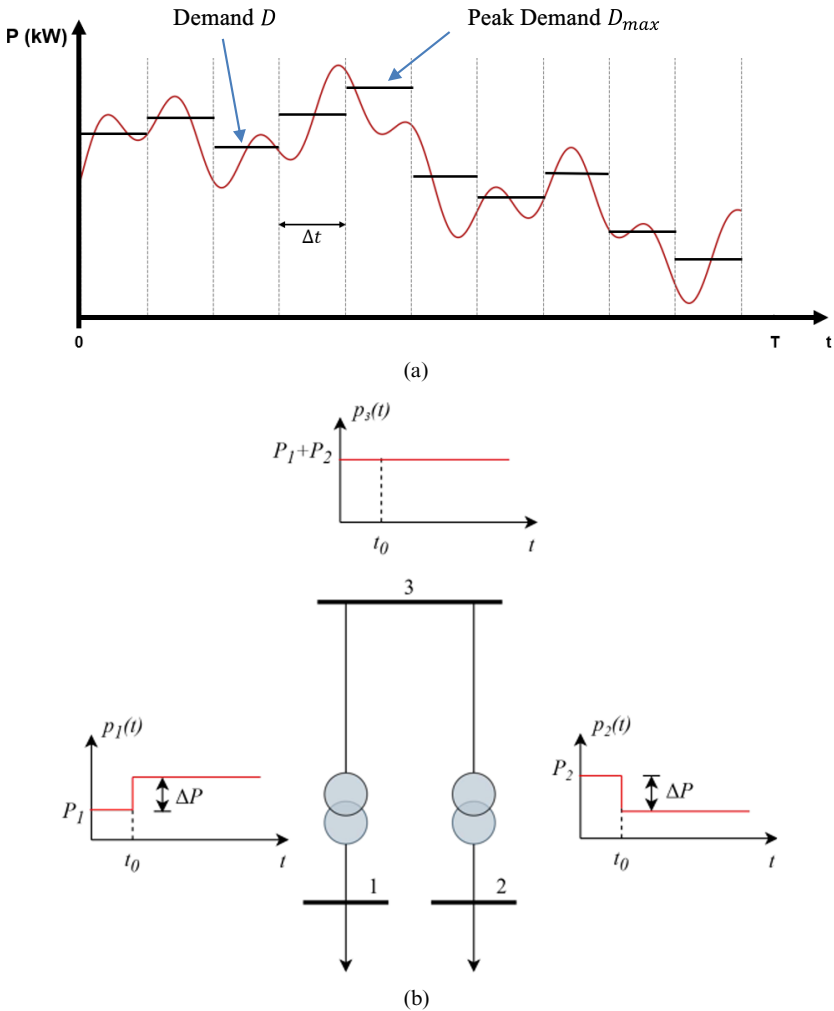 Demand D
Peak Demand D_max
P (kW)
Δt
0
T
t
(a)
p_3(t)
P_1+P_2
t_0
t
3
p_1(t)
ΔP
P_1
t_0
t
p_2(t)
P_2
ΔP
t_0
t
1
2
(b)